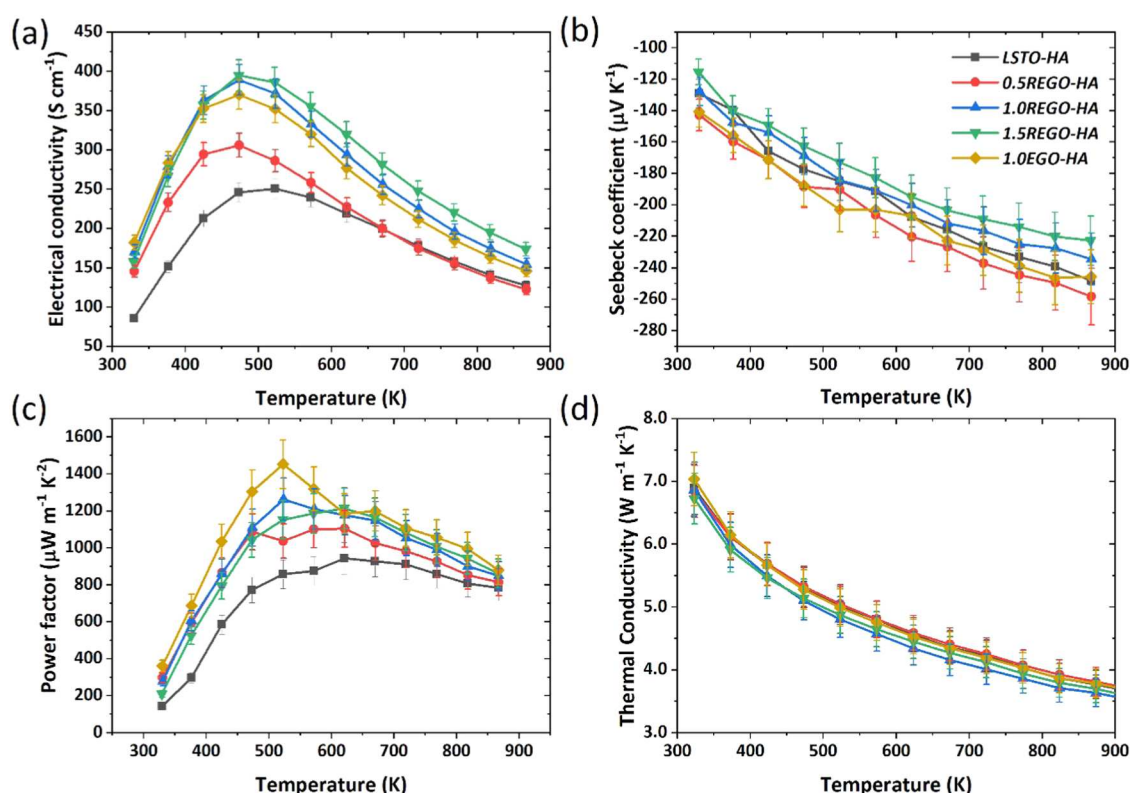 (a)
450
400
350
300
250
200
150
100
50
Electrical conductivity (S cm⁻¹)
300 400 500 600 700 800 900
Temperature (K)
(b)
-100
-120
-140
-160
-180
-200
-220
-240
-260
-280
Seebeck coefficient (μV K⁻¹)
LSTO-HA
0.5REGO-HA
1.0REGO-HA
1.5REGO-HA
1.0EGO-HA
300 400 500 600 700 800 900
Temperature (K)
(c)
1600
1400
1200
1000
800
600
400
200
0
Power factor (μW m⁻¹ K⁻²)
300 400 500 600 700 800 900
Temperature (K)
(d)
8.0
7.0
6.0
5.0
4.0
3.0
Thermal Conductivity (W m⁻¹ K⁻¹)
300 400 500 600 700 800 900
Temperature (K)